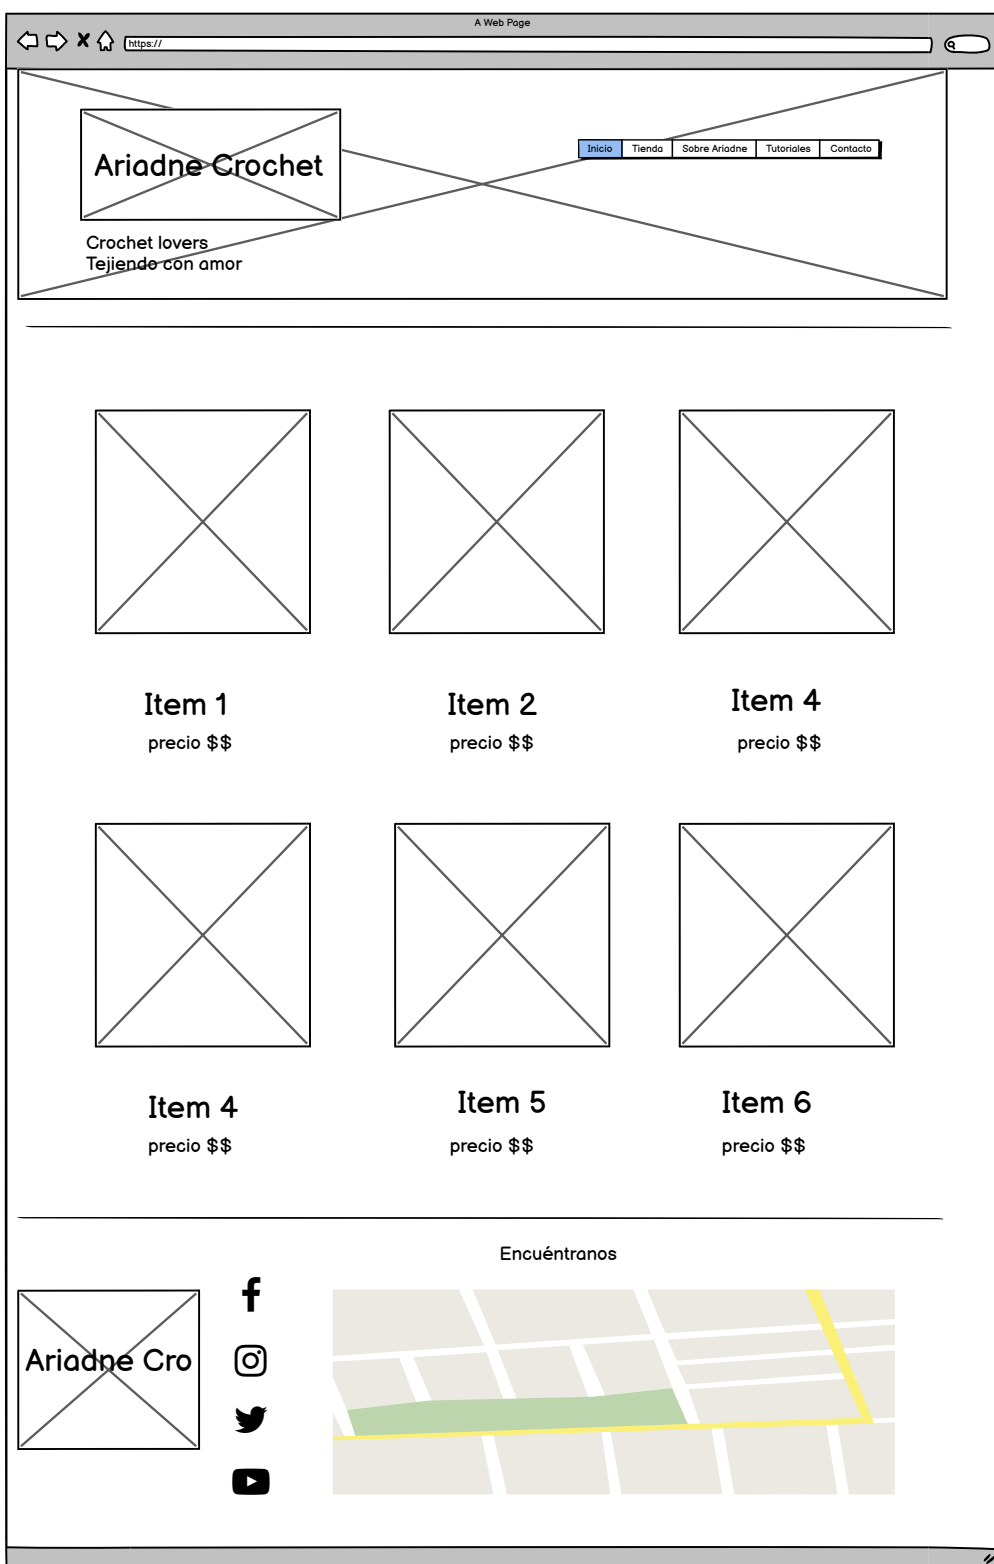 A Web Page
https://
Ariadne Crochet
Inicio Tienda Sobre Ariadne Tutoriales Contacto
Crochet lovers
Tejiendo con amor
Item 1 Item 2 Item 4
precio $$ precio $$ precio $$
Item 4 Item 5 Item 6
precio $$ precio $$ precio $$
Encuéntranos
Ariadne Cro